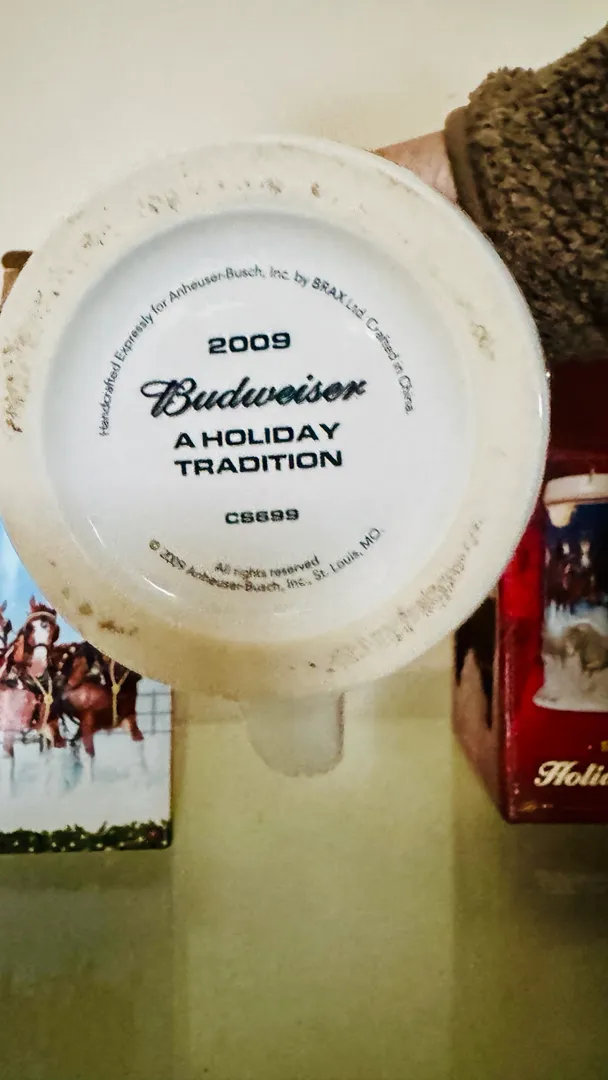 Handcrafted Expressly for Anheuser-Busch, Inc. by BRAX Ltd. Crafted in China.
2009
Budweiser
A HOLIDAY
TRADITION
CS699
All rights reserved
© 2009 Anheuser-Busch, Inc., St. Louis, MO.